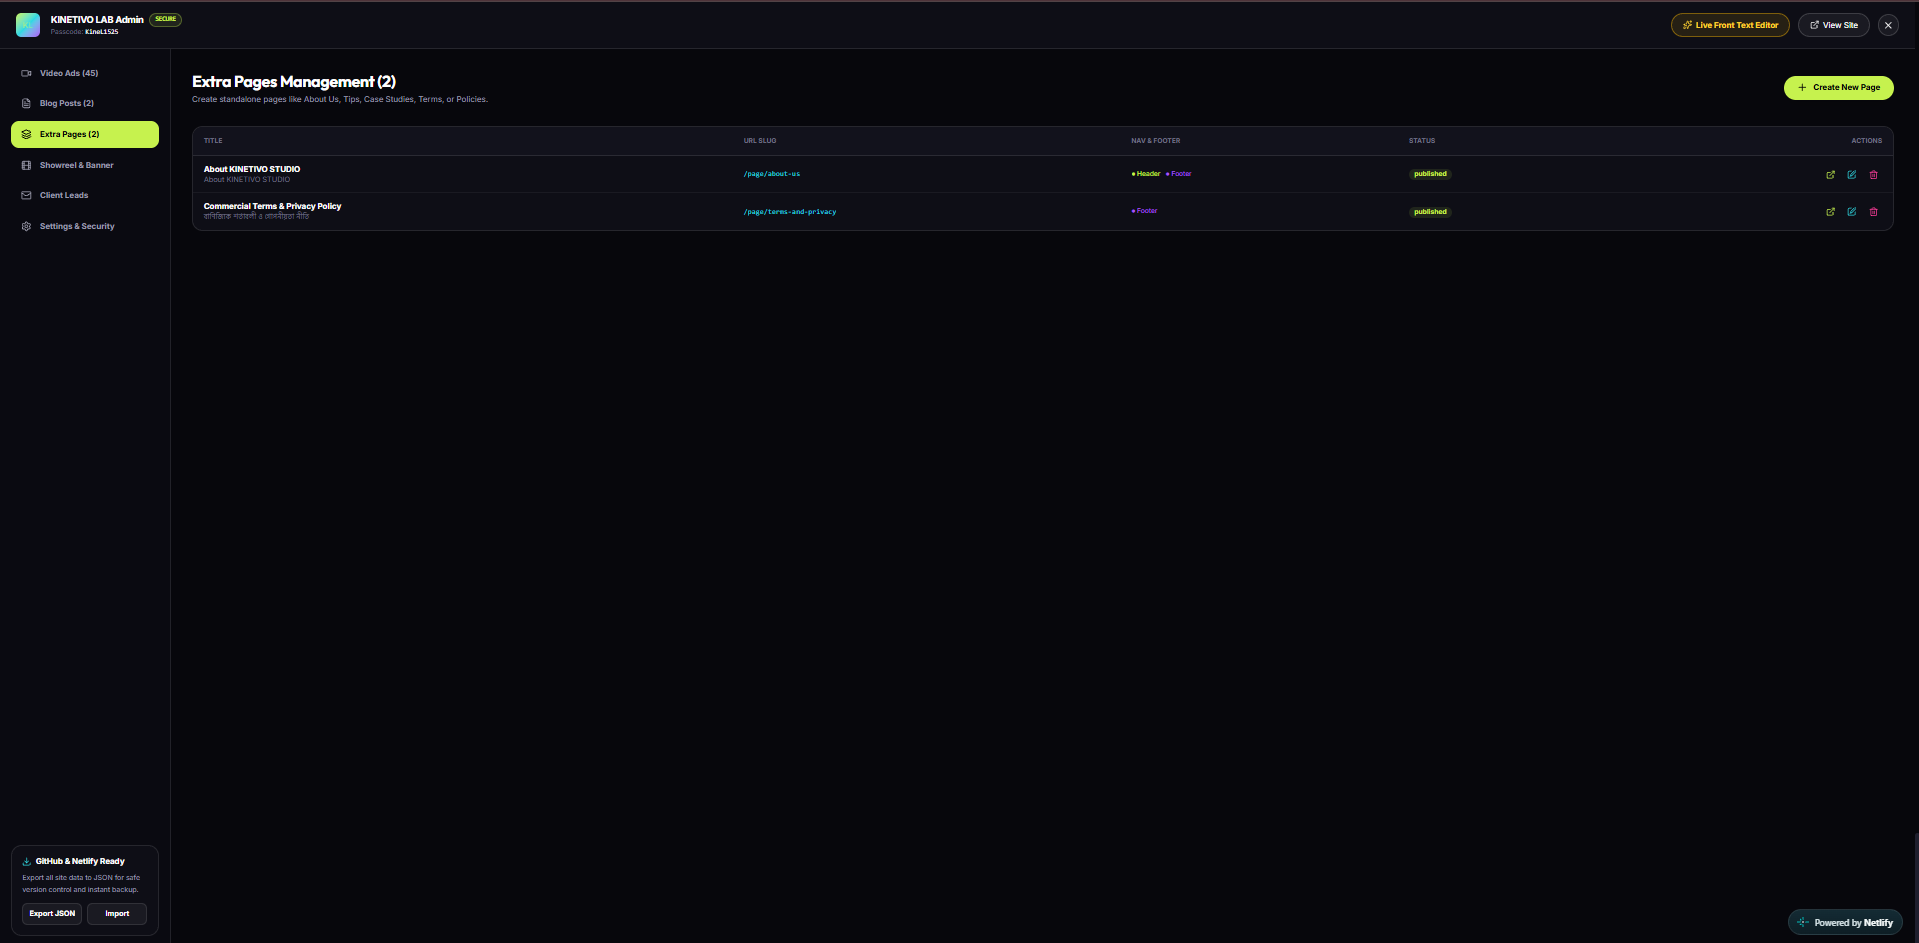 KINETIVO LAB Admin SECURE
Passcode: KineL1525
Live Front Text Editor
View Site
Video Ads (45)
Blog Posts (2)
Extra Pages (2)
Showreel & Banner
Client Leads
Settings & Security
Extra Pages Management (2)
Create standalone pages like About Us, Tips, Case Studies, Terms, or Policies.
Create New Page
TITLE URL SLUG NAV & FOOTER STATUS ACTIONS
About KINETIVO STUDIO
About KINETIVO STUDIO
/page/about-us
Header Footer
published
Commercial Terms & Privacy Policy
বাণিজ্যিক শর্তাবলী ও গোপনীয়তা নীতি
/page/terms-and-privacy
Footer
published
GitHub & Netlify Ready
Export all site data to JSON for safe
version control and instant backup.
Export JSON Import
Powered by Netlify